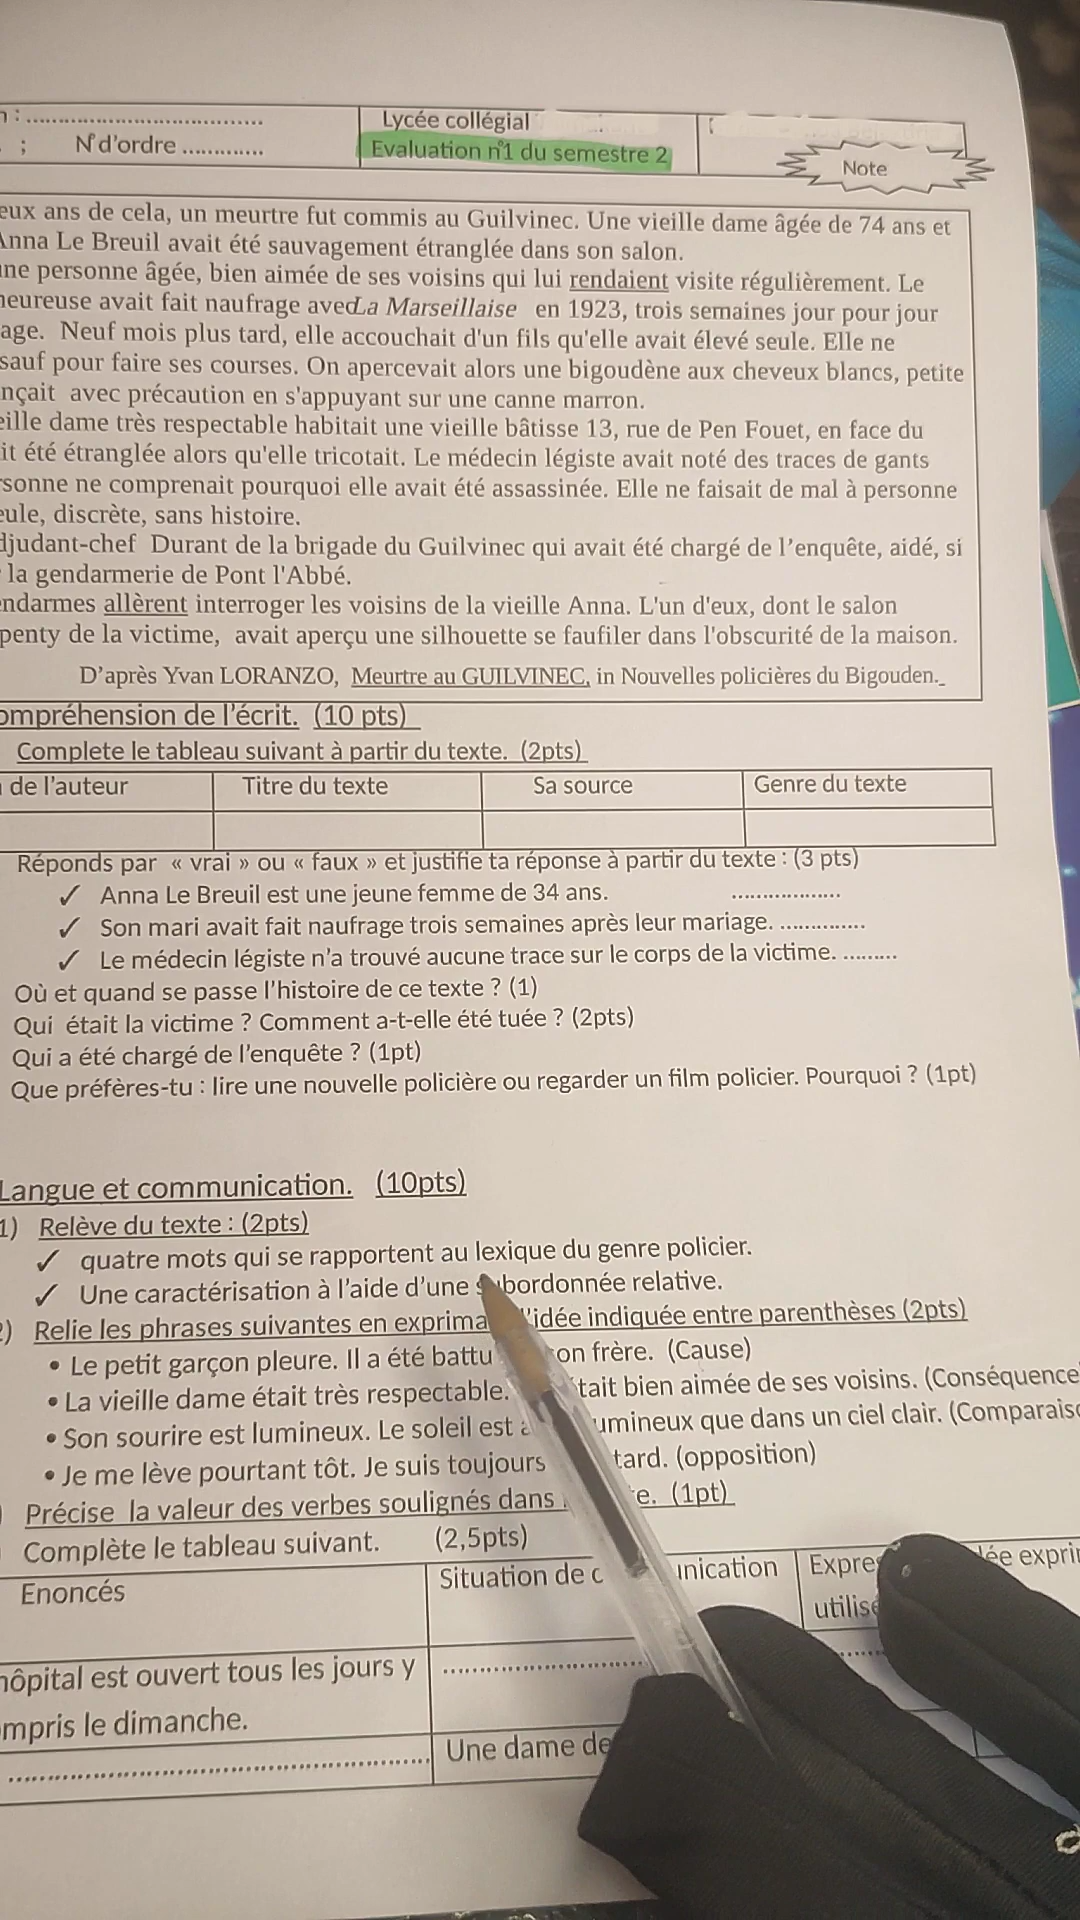 : ....................................
Lycée collégial
; N°d'ordre .............
Evaluation n°1 du semestre 2
Note
eux ans de cela, un meurtre fut commis au Guilvinec. Une vieille dame âgée de 74 ans et
Anna Le Breuil avait été sauvagement étranglée dans son salon.
une personne âgée, bien aimée de ses voisins qui lui rendaient visite régulièrement. Le
heureuse avait fait naufrage avec La Marseillaise en 1923, trois semaines jour pour jour
age. Neuf mois plus tard, elle accouchait d'un fils qu'elle avait élevé seule. Elle ne
sauf pour faire ses courses. On apercevait alors une bigoudène aux cheveux blancs, petite
nçait avec précaution en s'appuyant sur une canne marron.
eille dame très respectable habitait une vieille bâtisse 13, rue de Pen Fouet, en face du
it été étranglée alors qu'elle tricotait. Le médecin légiste avait noté des traces de gants
rsonne ne comprenait pourquoi elle avait été assassinée. Elle ne faisait de mal à personne
eule, discrète, sans histoire.
djudant-chef Durant de la brigade du Guilvinec qui avait été chargé de l'enquête, aidé, si
la gendarmerie de Pont l'Abbé.
endarmes allèrent interroger les voisins de la vieille Anna. L'un d'eux, dont le salon
penty de la victime, avait aperçu une silhouette se faufiler dans l'obscurité de la maison.
D'après Yvan LORANZO, Meurtre au GUILVINEC, in Nouvelles policières du Bigouden.
ompréhension de l'écrit. (10 pts)
Complete le tableau suivant à partir du texte. (2pts)
de l'auteur Titre du texte Sa source Genre du texte
Réponds par « vrai » ou « faux » et justifie ta réponse à partir du texte : (3 pts)
✓ Anna Le Breuil est une jeune femme de 34 ans. ..................
✓ Son mari avait fait naufrage trois semaines après leur mariage. ..............
✓ Le médecin légiste n'a trouvé aucune trace sur le corps de la victime. .........
Où et quand se passe l'histoire de ce texte ? (1)
Qui était la victime ? Comment a-t-elle été tuée ? (2pts)
Qui a été chargé de l'enquête ? (1pt)
Que préfères-tu : lire une nouvelle policière ou regarder un film policier. Pourquoi ? (1pt)
Langue et communication. (10pts)
1) Relève du texte : (2pts)
✓ quatre mots qui se rapportent au lexique du genre policier.
✓ Une caractérisation à l'aide d'une subordonnée relative.
2) Relie les phrases suivantes en exprima l'idée indiquée entre parenthèses (2pts)
• Le petit garçon pleure. Il a été battu on frère. (Cause)
• La vieille dame était très respectable. tait bien aimée de ses voisins. (Conséquence
• Son sourire est lumineux. Le soleil est a umineux que dans un ciel clair. (Comparaiso
• Je me lève pourtant tôt. Je suis toujours tard. (opposition)
Précise la valeur des verbes soulignés dans e. (1pt)
Complète le tableau suivant. (2,5pts)
Enoncés Situation de c unication Expres ée exprim
utilisé
hôpital est ouvert tous les jours y ...............................
mpris le dimanche.
................................................... Une dame de